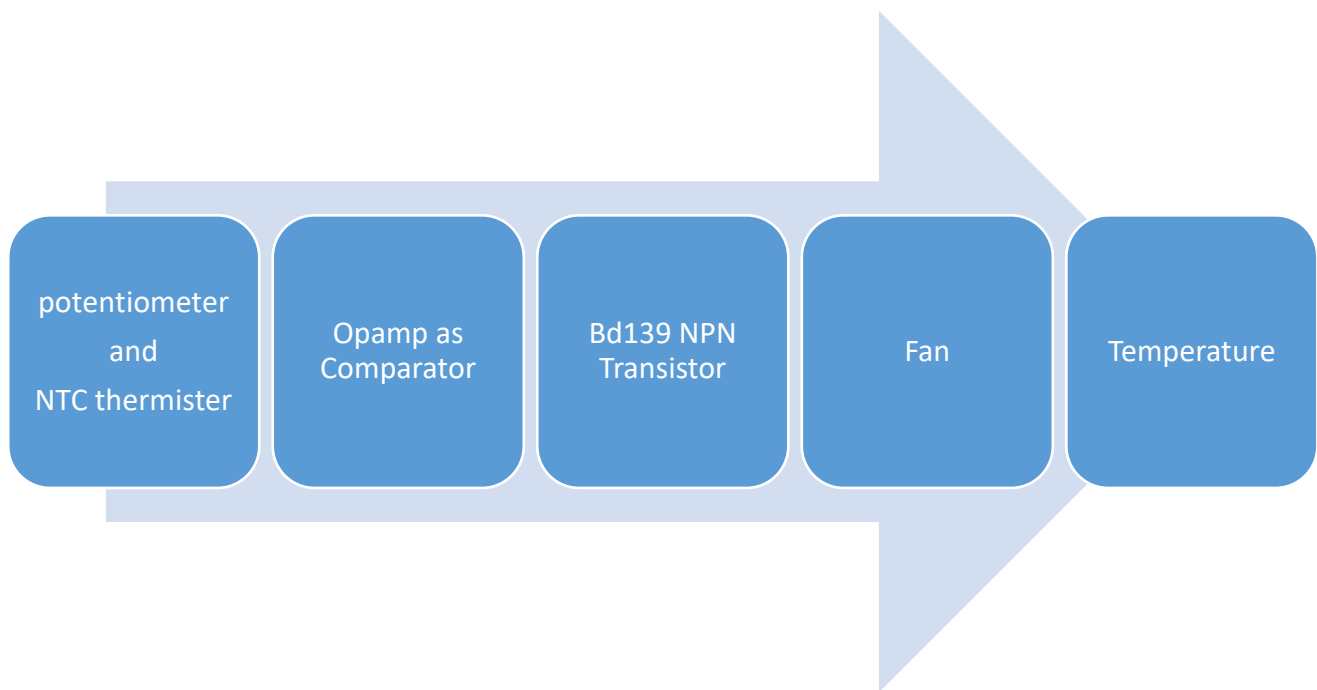 potentiometer
and
NTC thermister
Opamp as
Comparator
Bd139 NPN
Transistor
Fan
Temperature